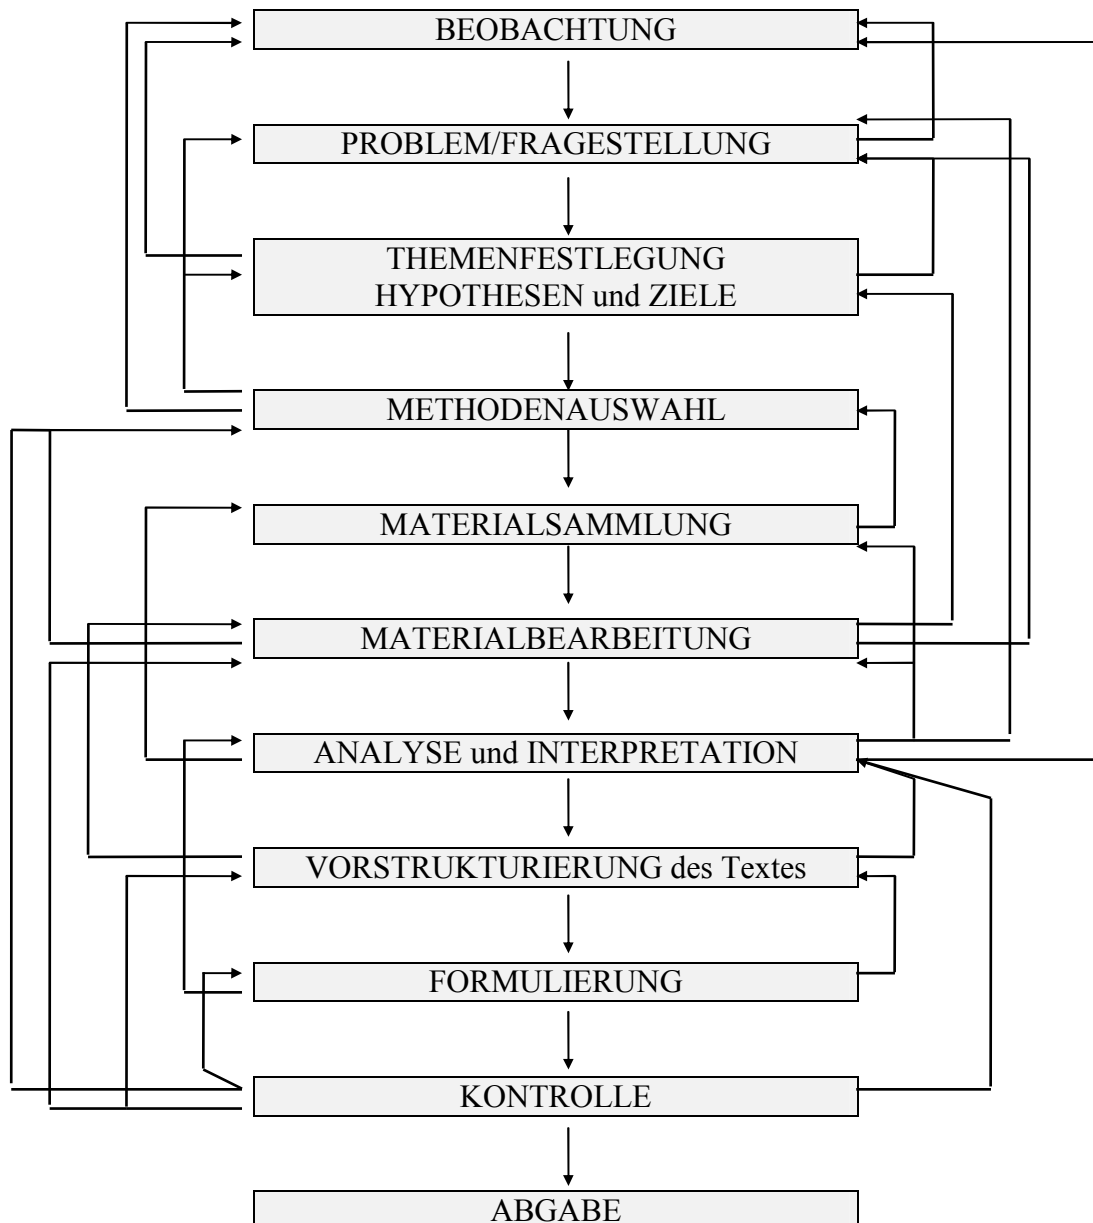 BEOBACHTUNG
PROBLEM/FRAGESTELLUNG
THEMENFESTLEGUNG
HYPOTHESEN und ZIELE
METHODENAUSWAHL
MATERIALSAMMLUNG
MATERIALBEARBEITUNG
ANALYSE und INTERPRETATION
VORSTRUKTURIERUNG des Textes
FORMULIERUNG
KONTROLLE
ABGABE